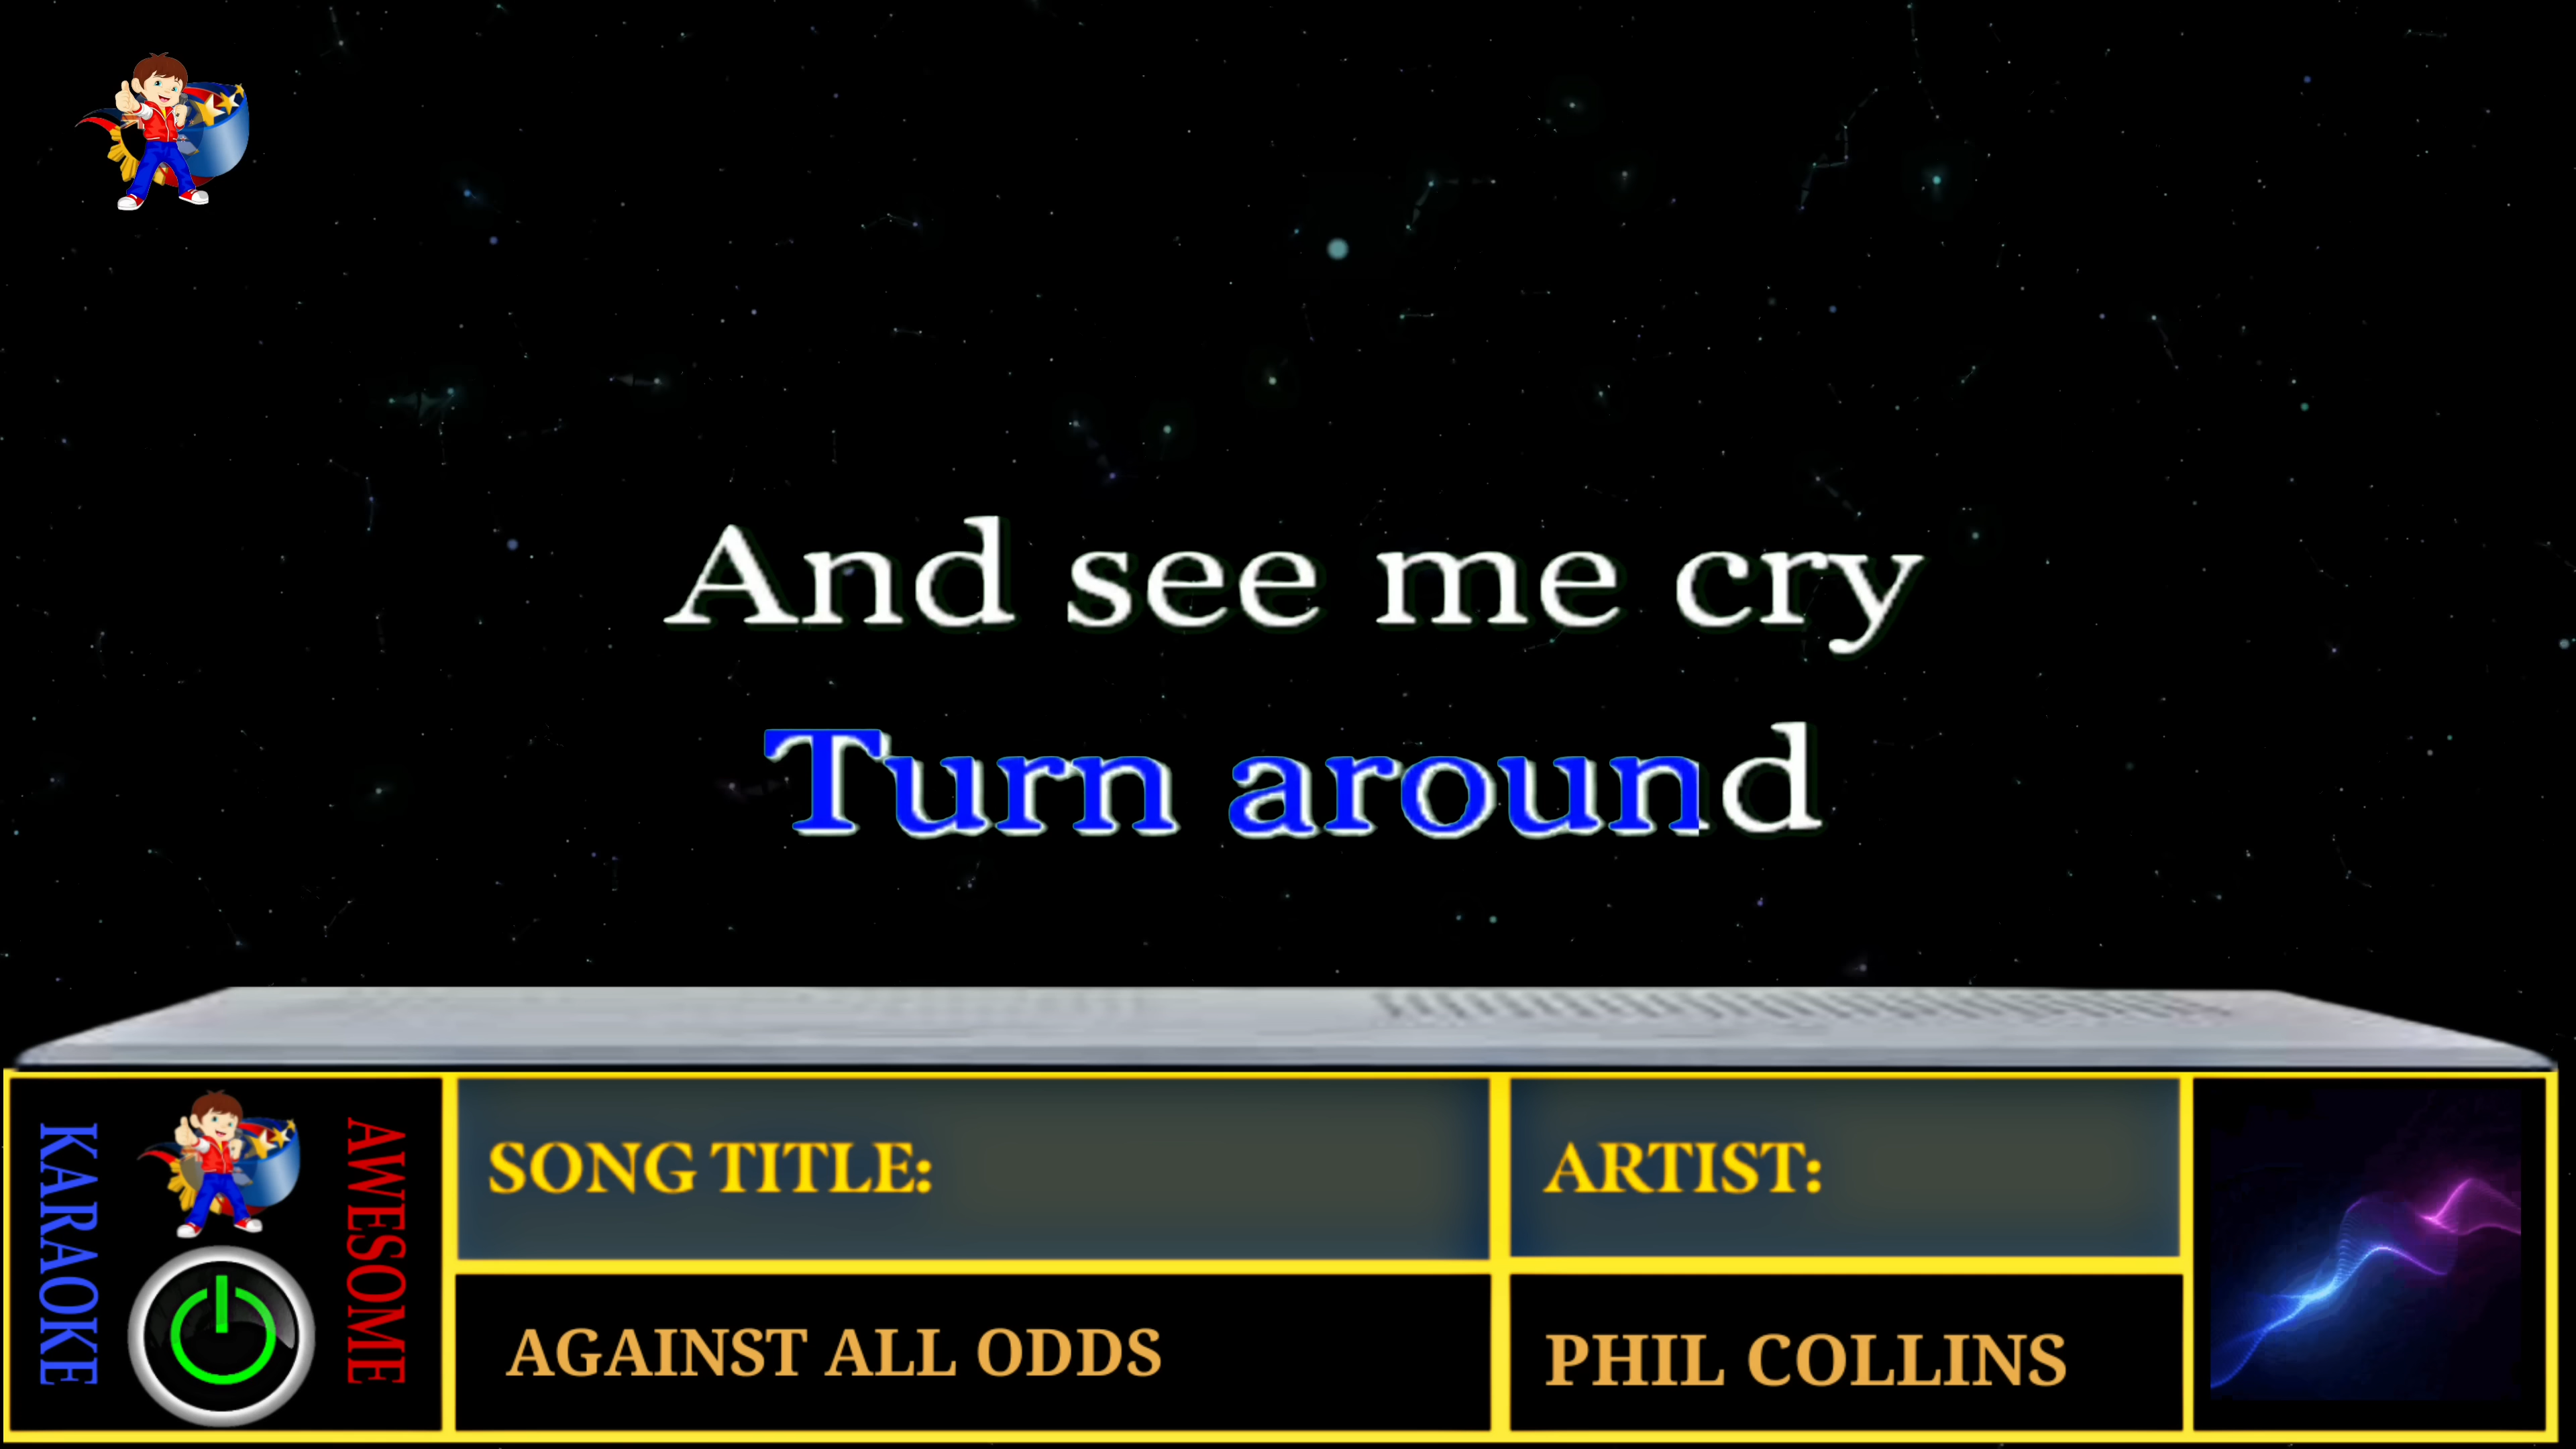 And see me cry
Turn around
KARAOKE
AWESOME
SONG TITLE:
ARTIST:
AGAINST ALL ODDS
PHIL COLLINS